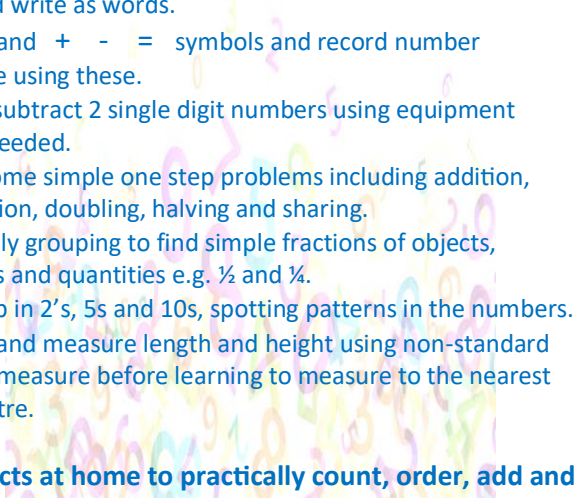 d write as words.
and + - = symbols and record number
e using these.
subtract 2 single digit numbers using equipment
eeded.
ome simple one step problems including addition,
ion, doubling, halving and sharing.
ly grouping to find simple fractions of objects,
s and quantities e.g. ½ and ¼.
p in 2's, 5s and 10s, spotting patterns in the numbers.
and measure length and height using non-standard
measure before learning to measure to the nearest
tre.
cts at home to practically count, order, add and